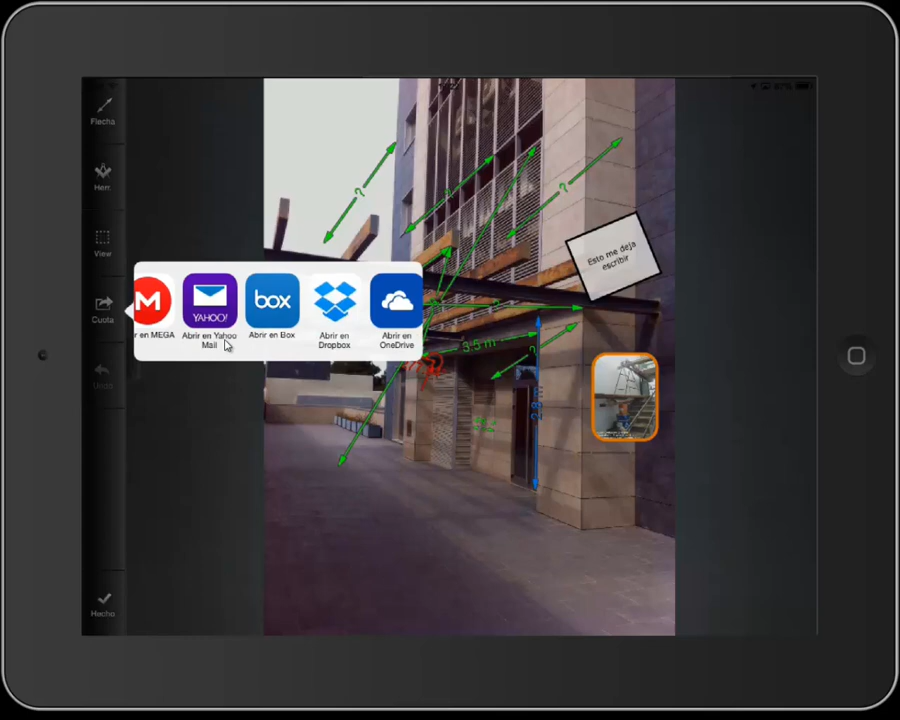 Flecha
Herr.
View
Cuota
Undo
Hecho
M
r en MEGA
YAHOO!
Abrir en Yahoo
Mail
box
Abrir en Box
Abrir en
Dropbox
Abrir en
OneDrive
?
?
?
Esto me deja
escribir
?
3.5 m
?